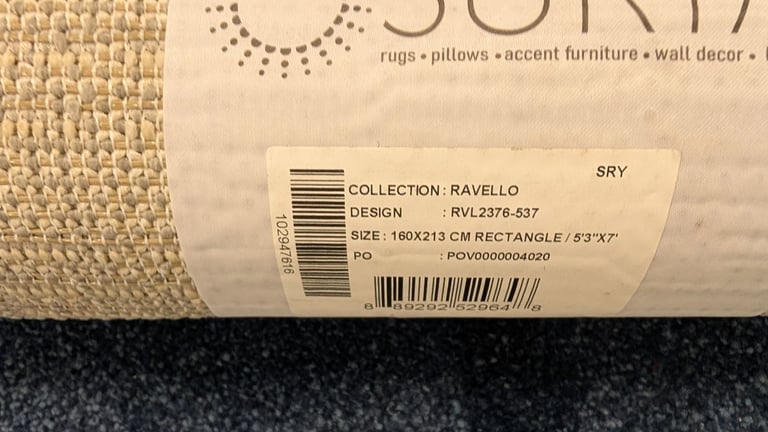 SURYA
rugs • pillows • accent furniture • wall decor •
SRY
COLLECTION : RAVELLO
DESIGN : RVL2376-537
SIZE : 160X213 CM RECTANGLE / 5'3"X7'
PO : POV0000004020
102947616
8 89292 52964 8